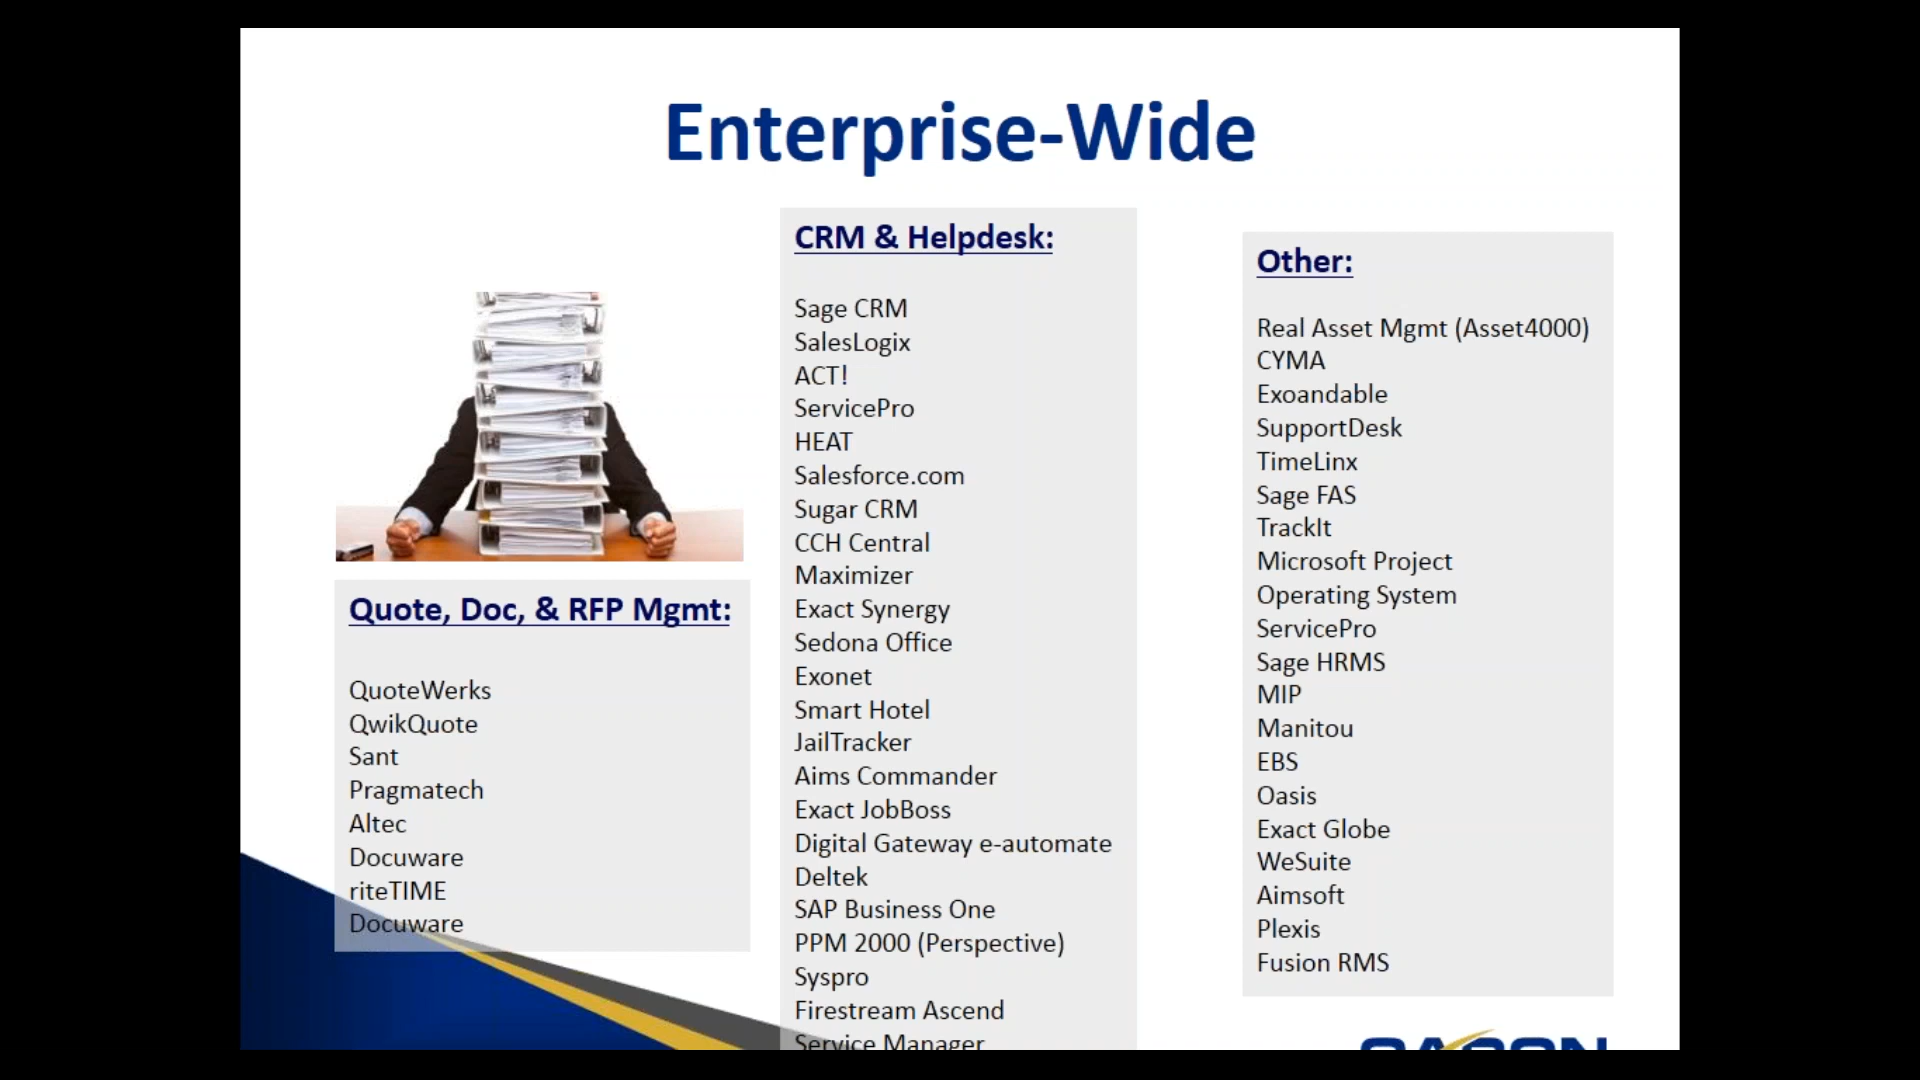 Enterprise-Wide
Quote, Doc, & RFP Mgmt:
QuoteWerks
QwikQuote
Sant
Pragmatech
Altec
Docuware
riteTIME
Docuware
CRM & Helpdesk:
Sage CRM
SalesLogix
ACT!
ServicePro
HEAT
Salesforce.com
Sugar CRM
CCH Central
Maximizer
Exact Synergy
Sedona Office
Exonet
Smart Hotel
JailTracker
Aims Commander
Exact JobBoss
Digital Gateway e-automate
Deltek
SAP Business One
PPM 2000 (Perspective)
Syspro
Firestream Ascend
Service Manager
Other:
Real Asset Mgmt (Asset4000)
CYMA
Exoandable
SupportDesk
TimeLinx
Sage FAS
TrackIt
Microsoft Project
Operating System
ServicePro
Sage HRMS
MIP
Manitou
EBS
Oasis
Exact Globe
WeSuite
Aimsoft
Plexis
Fusion RMS